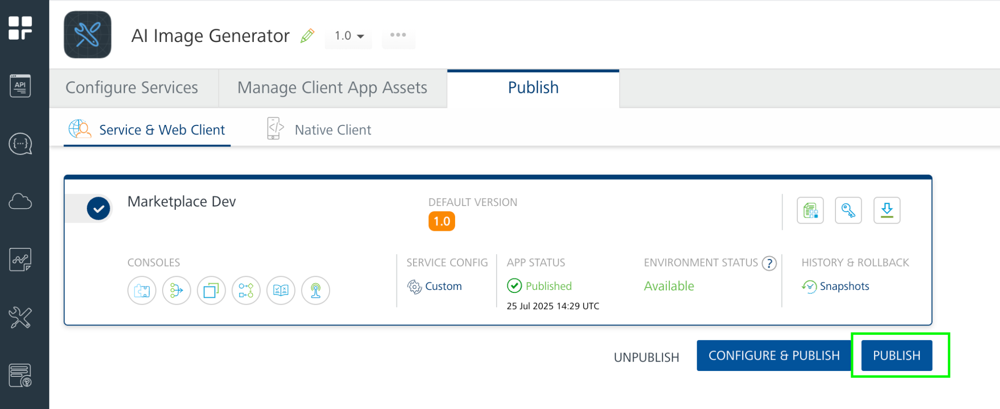 AI Image Generator
1.0
API
Configure Services
Manage Client App Assets
Publish
Service & Web Client
Native Client
Marketplace Dev
DEFAULT VERSION
1.0
CONSOLES
SERVICE CONFIG
Custom
APP STATUS
Published
25 Jul 2025 14:29 UTC
ENVIRONMENT STATUS ?
Available
HISTORY & ROLLBACK
Snapshots
UNPUBLISH
CONFIGURE & PUBLISH
PUBLISH